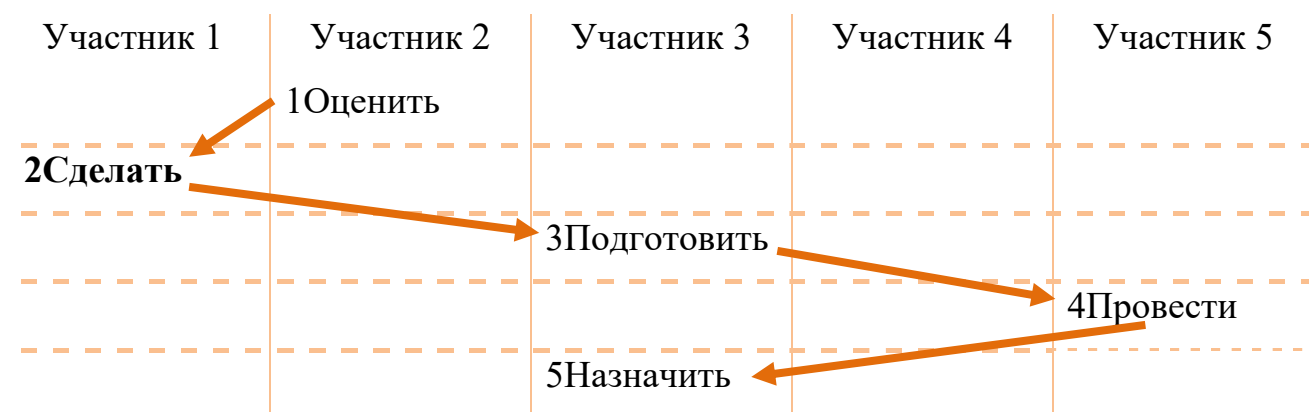 Участник 1 Участник 2 Участник 3 Участник 4 Участник 5
1Оценить
2Сделать
3Подготовить
4Провести
5Назначить